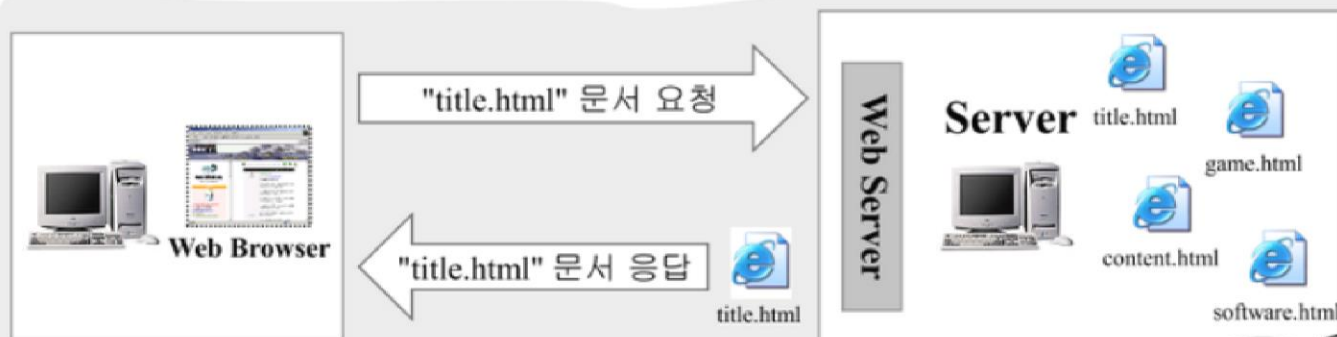 "title.html" 문서 요청
Web Browser
"title.html" 문서 응답
title.html
Web Server
Server
title.html
game.html
content.html
software.html